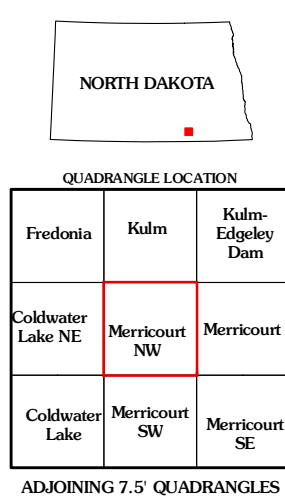 NORTH DAKOTA
QUADRANGLE LOCATION
Fredonia
Kulm
Kulm-
Edgeley
Dam
Coldwater
Lake NE
Merricourt
NW
Merricourt
Coldwater
Lake
Merricourt
SW
Merricourt
SE
ADJOINING 7.5' QUADRANGLES